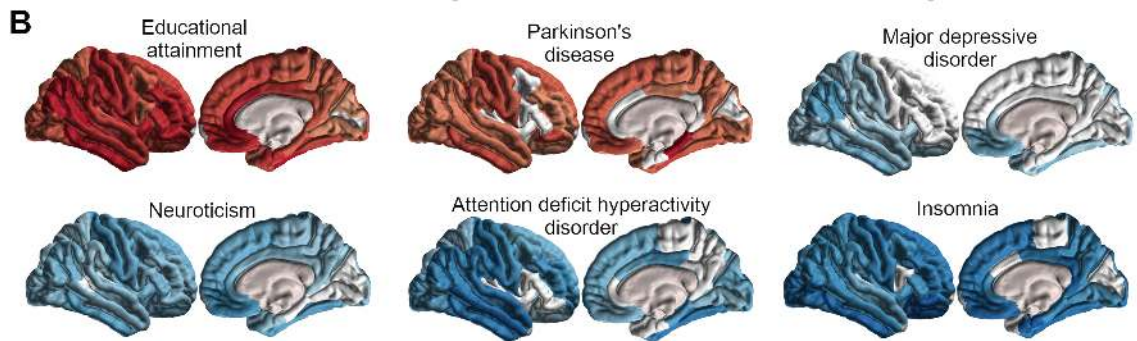 B
Educational
attainment
Parkinson's
disease
Major depressive
disorder
Neuroticism
Attention deficit hyperactivity
disorder
Insomnia